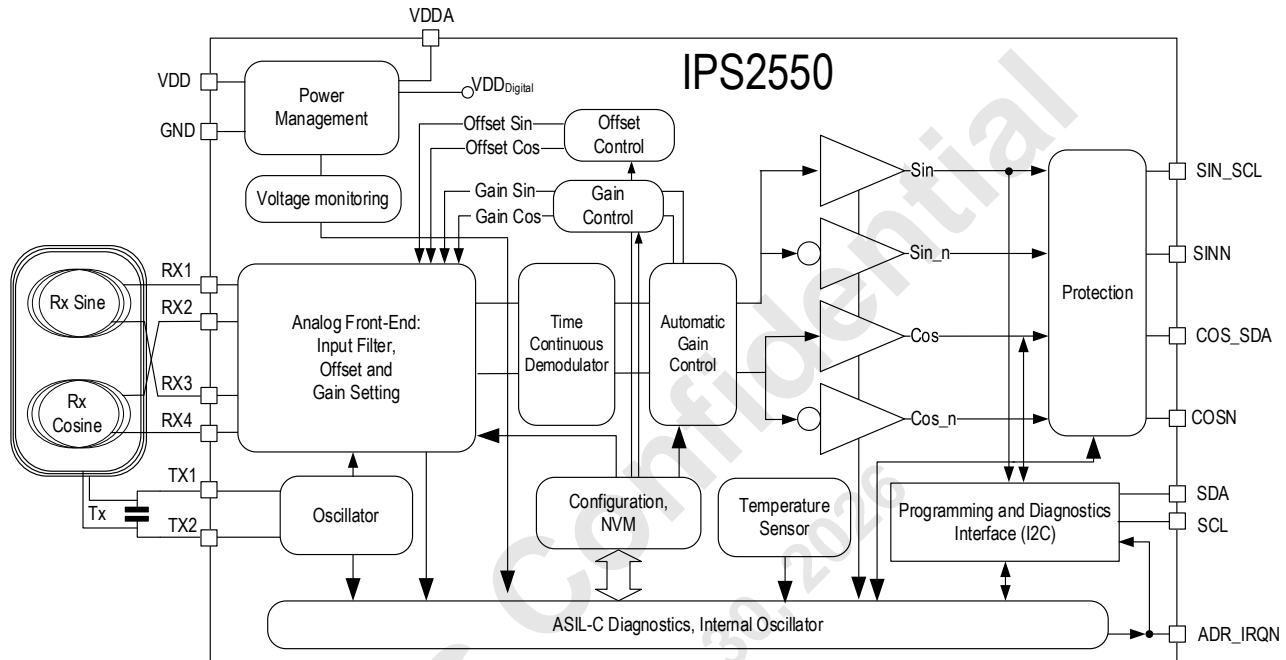 VDDA
IPS2550
VDD
GND
Power
Management
VDDDigital
Offset Sin
Offset Cos
Offset
Control
Voltage monitoring
Gain Sin
Gain Cos
Gain
Control
Sin
SIN_SCL
Sin_n
SINN
Protection
RX1
RX2
Rx Sine
Analog Front-End:
Input Filter,
Offset and
Gain Setting
Time
Continuous
Demodulator
Automatic
Gain
Control
Cos
COS_SDA
RX3
RX4
Rx
Cosine
Cos_n
COSN
TX1
Tx
TX2
Oscillator
Configuration,
NVM
Temperature
Sensor
Programming and Diagnostics
Interface (I2C)
SDA
SCL
ASIL-C Diagnostics, Internal Oscillator
ADR_IRQN
Confidential
30, 2026